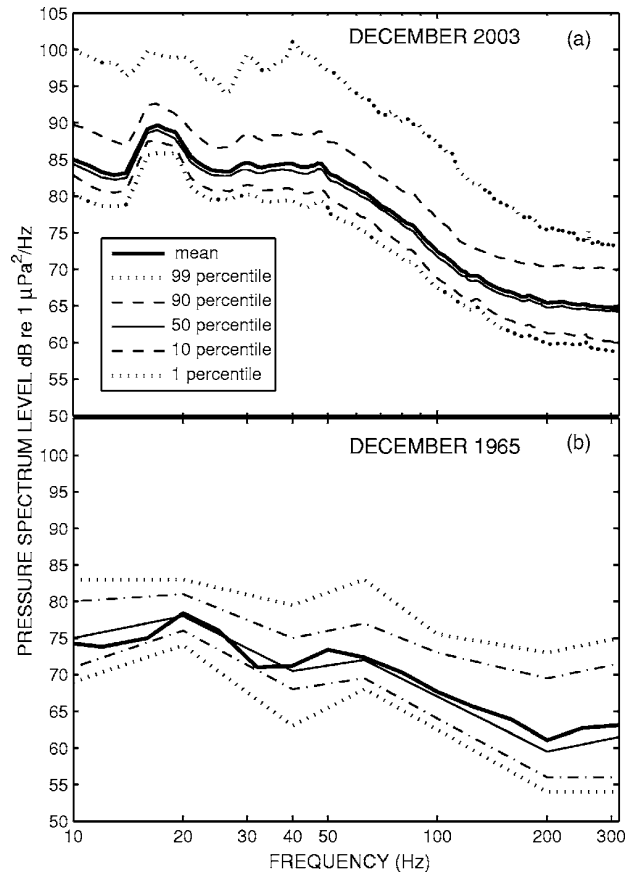 105
100
95
90
85
80
75
70
65
60
55
50
DECEMBER 2003 (a)
mean
99 percentile
90 percentile
50 percentile
10 percentile
1 percentile
PRESSURE SPECTRUM LEVEL dB re 1 µPa²/Hz
100
95
90
85
80
75
70
65
60
55
50
DECEMBER 1965 (b)
10 20 30 40 50 100 200 300
FREQUENCY (Hz)